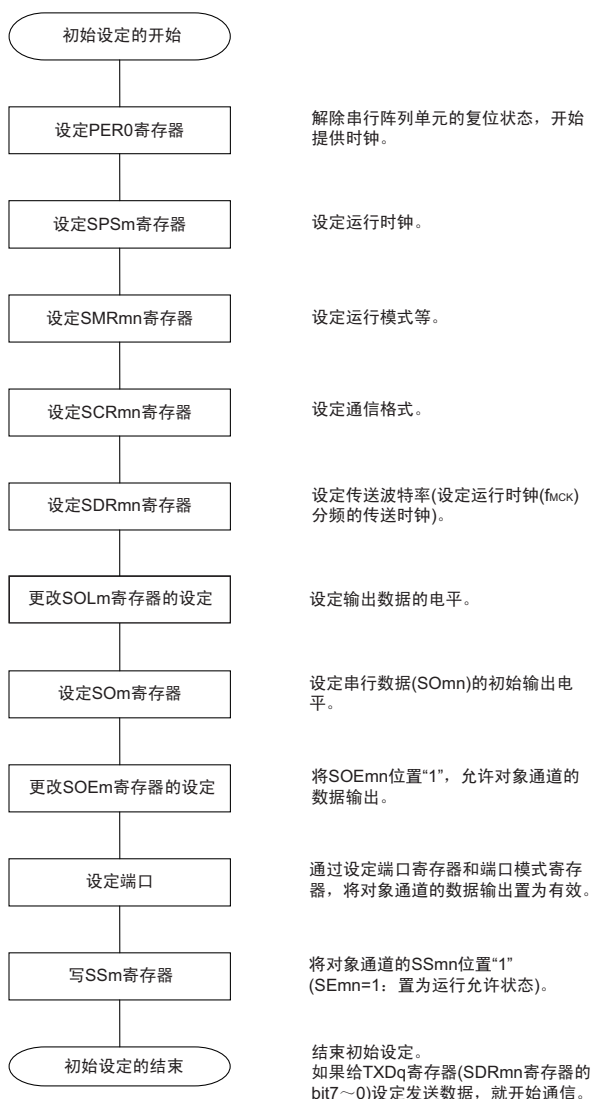 初始设定的开始
设定PER0寄存器
解除串行阵列单元的复位状态，开始
提供时钟。
设定SPSm寄存器
设定运行时钟。
设定SMRmn寄存器
设定运行模式等。
设定SCRmn寄存器
设定通信格式。
设定SDRmn寄存器
设定传送波特率(设定运行时钟(fMCK)
分频的传送时钟)。
更改SOLm寄存器的设定
设定输出数据的电平。
设定SOm寄存器
设定串行数据(SOmn)的初始输出电
平。
更改SOEm寄存器的设定
将SOEmn位置“1”，允许对象通道的
数据输出。
设定端口
通过设定端口寄存器和端口模式寄存
器，将对象通道的数据输出置为有效。
写SSm寄存器
将对象通道的SSmn位置“1”
(SEmn=1：置为运行允许状态)。
初始设定的结束
结束初始设定。
如果给TXDq寄存器(SDRmn寄存器的
bit7～0)设定发送数据，就开始通信。